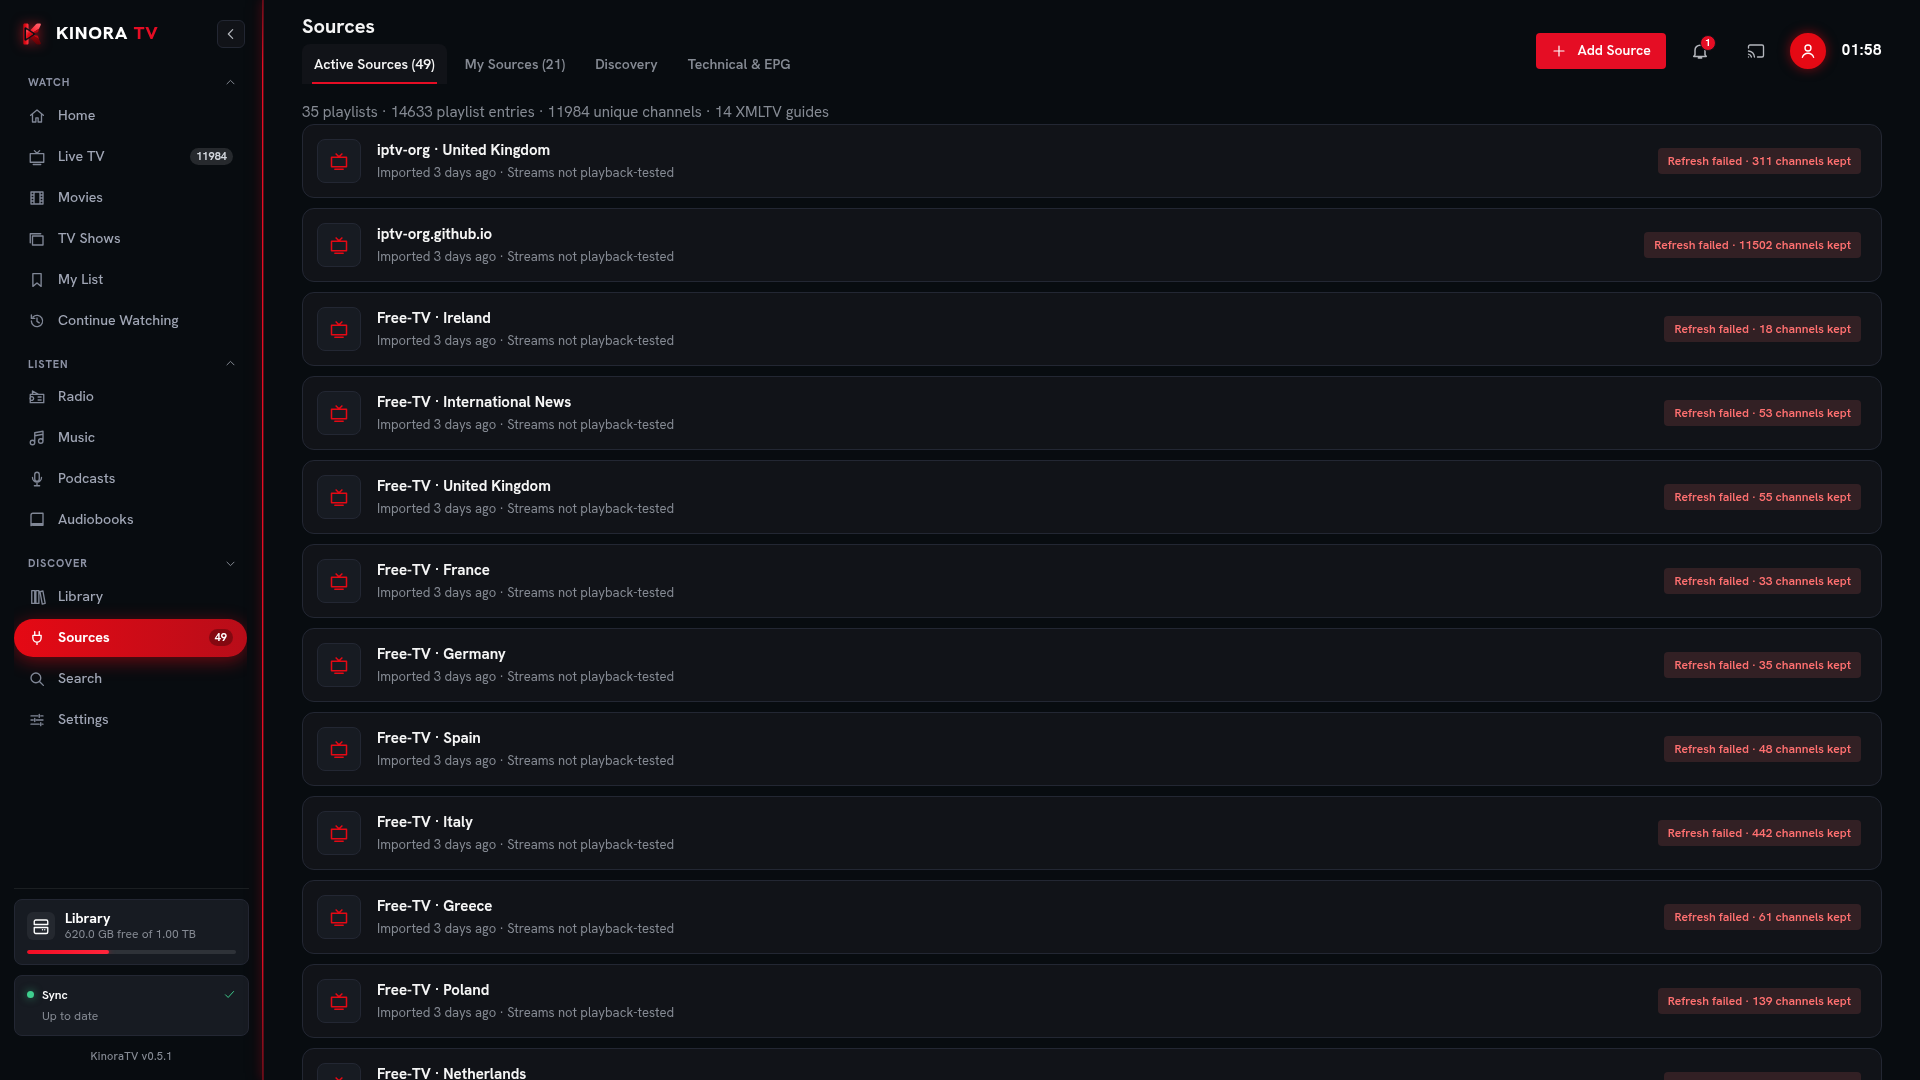 KINORA TV
WATCH
Home
Live TV 11984
Movies
TV Shows
My List
Continue Watching
LISTEN
Radio
Music
Podcasts
Audiobooks
DISCOVER
Library
Sources 49
Search
Settings
Library
620.0 GB free of 1.00 TB
Sync
Up to date
KinoraTV v0.5.1
Sources
Active Sources (49) My Sources (21) Discovery Technical & EPG
Add Source 1 01:58
35 playlists · 14633 playlist entries · 11984 unique channels · 14 XMLTV guides
iptv-org · United Kingdom
Imported 3 days ago · Streams not playback-tested
Refresh failed · 311 channels kept
iptv-org.github.io
Imported 3 days ago · Streams not playback-tested
Refresh failed · 11502 channels kept
Free-TV · Ireland
Imported 3 days ago · Streams not playback-tested
Refresh failed · 18 channels kept
Free-TV · International News
Imported 3 days ago · Streams not playback-tested
Refresh failed · 53 channels kept
Free-TV · United Kingdom
Imported 3 days ago · Streams not playback-tested
Refresh failed · 55 channels kept
Free-TV · France
Imported 3 days ago · Streams not playback-tested
Refresh failed · 33 channels kept
Free-TV · Germany
Imported 3 days ago · Streams not playback-tested
Refresh failed · 35 channels kept
Free-TV · Spain
Imported 3 days ago · Streams not playback-tested
Refresh failed · 48 channels kept
Free-TV · Italy
Imported 3 days ago · Streams not playback-tested
Refresh failed · 442 channels kept
Free-TV · Greece
Imported 3 days ago · Streams not playback-tested
Refresh failed · 61 channels kept
Free-TV · Poland
Imported 3 days ago · Streams not playback-tested
Refresh failed · 139 channels kept
Free-TV · Netherlands